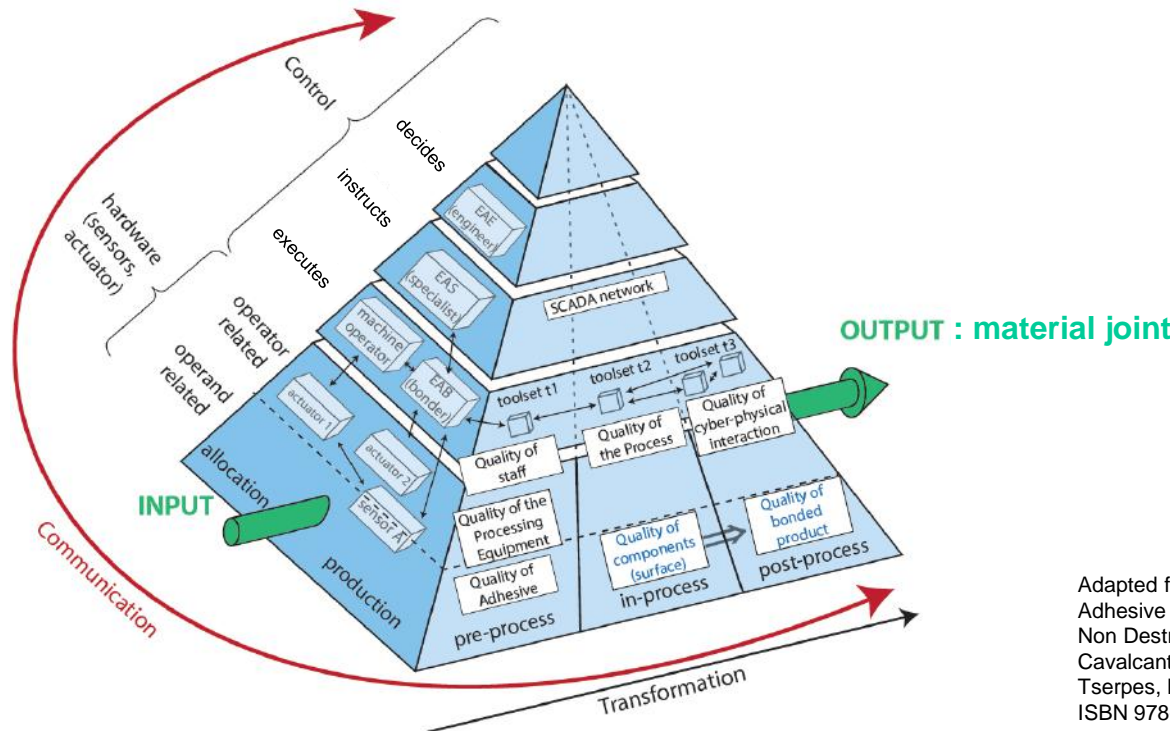 Control
decides
instructs
executes
hardware
(sensors,
actuator)
operator
related
operand
related
EAE
(engineer)
EAS
(specialist)
machine
operator
EAB
(bonder)
actuator 1
actuator 2
sensor A
allocation
production
SCADA network
toolset t1
toolset t2
toolset t3
Quality of
staff
Quality of
the Process
Quality of
cyber-physical
interaction
Quality of the
Processing
Equipment
Quality of
Adhesive
Quality of
components
(surface)
Quality of
bonded
product
pre-process
in-process
post-process
INPUT
OUTPUT : material joint
Communication
Transformation
Adapted f
Adhesive
Non Destr
Cavalcant
Tserpes,
ISBN 978